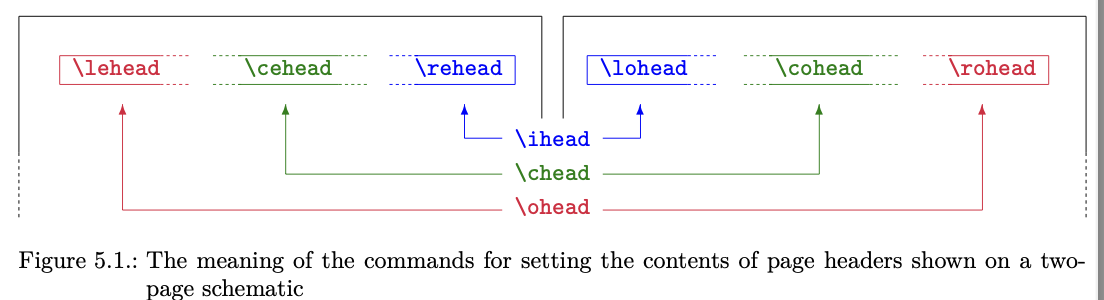 \lehead \cehead \rehead \lohead \cohead \rohead
\ihead
\chead
\ohead
Figure 5.1.: The meaning of the commands for setting the contents of page headers shown on a two-
page schematic